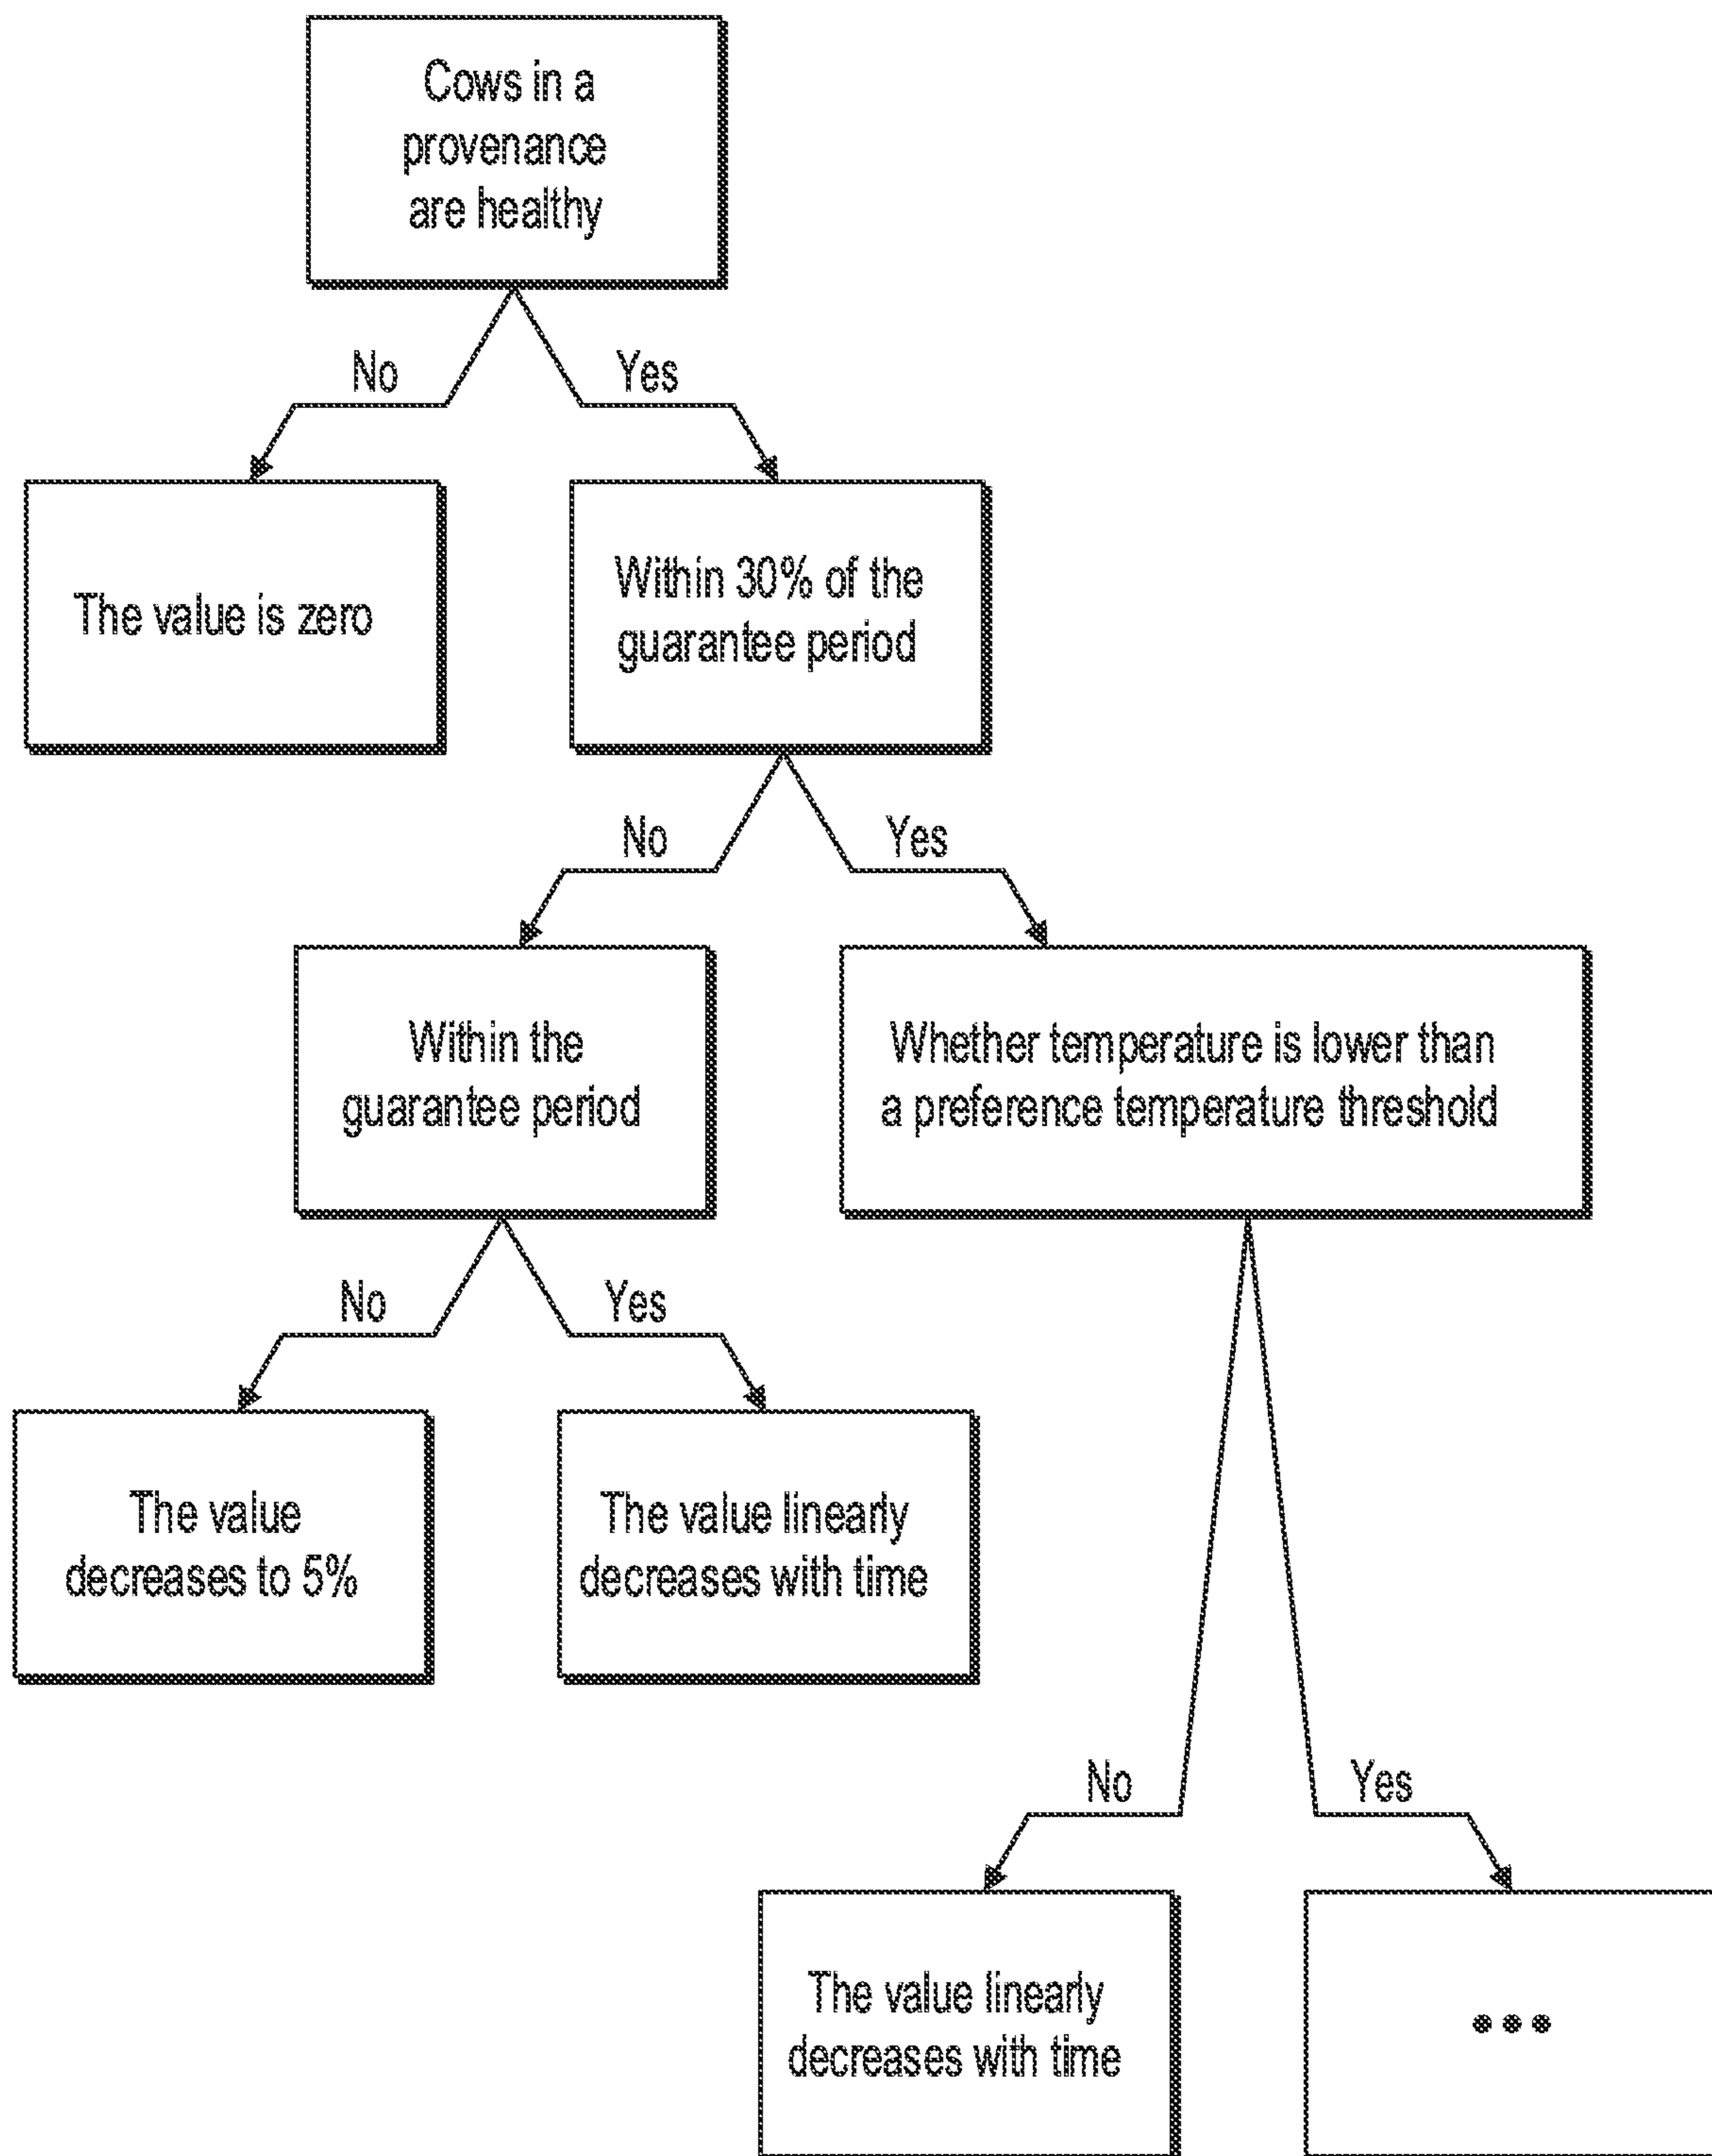 Cows in a
provenance
are healthy
No
Yes
The value is zero
Within 30% of the
guarantee period
No
Yes
Within the
guarantee period
Whether temperature is lower than
a preference temperature threshold
No
Yes
The value
decreases to 5%
The value linearly
decreases with time
No
Yes
The value linearly
decreases with time
•••